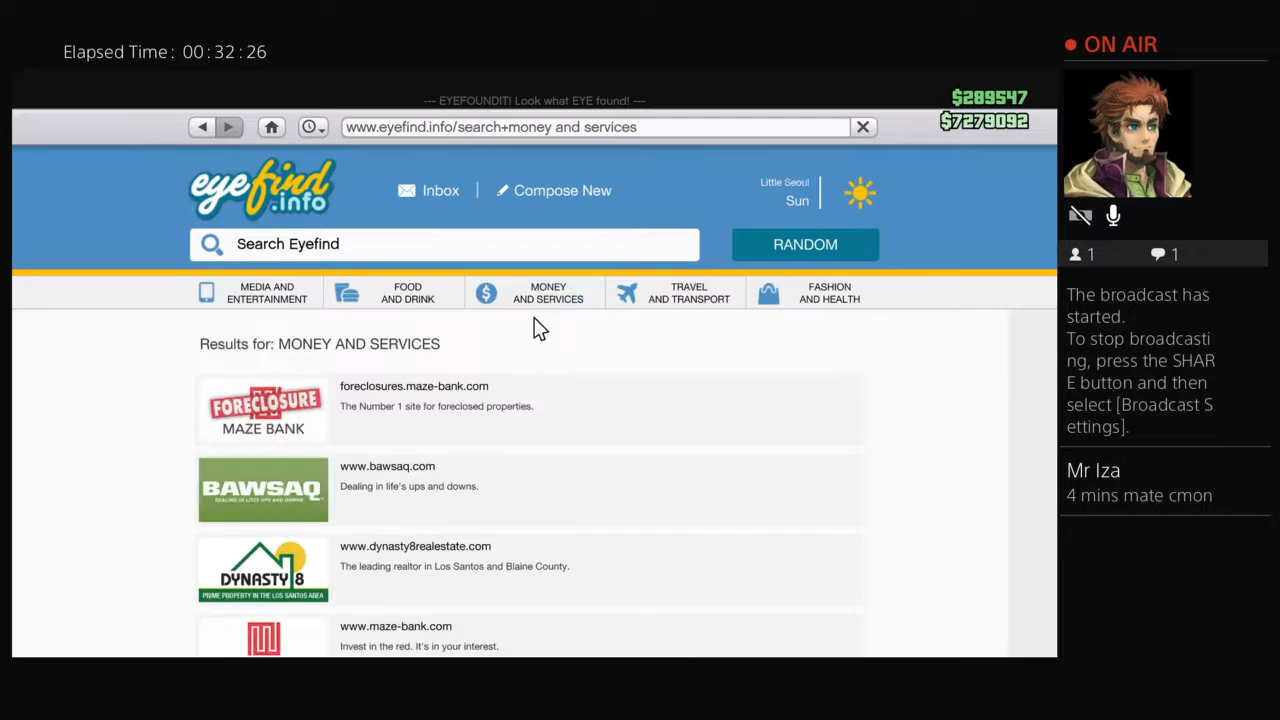 Elapsed Time: 00:32:26
ON AIR
--- EYEFOUNDIT! Look what EYE found! ---
$289547
$7279092
www.eyefind.info/search+money and services
eyefind
.info
Inbox
Compose New
Little Seoul
Sun
Search Eyefind
RANDOM
MEDIA AND
ENTERTAINMENT
FOOD
AND DRINK
MONEY
AND SERVICES
TRAVEL
AND TRANSPORT
FASHION
AND HEALTH
Results for: MONEY AND SERVICES
FORECLOSURE
MAZE BANK
foreclosures.maze-bank.com
The Number 1 site for foreclosed properties.
BAWSAQ
DEALING IN LIFE'S UPS AND DOWNS.
www.bawsaq.com
Dealing in life's ups and downs.
DYNASTY 8
PRIME PROPERTY IN THE LOS SANTOS AREA
www.dynasty8realestate.com
The leading realtor in Los Santos and Blaine County.
www.maze-bank.com
Invest in the red. It's in your interest.
1
1
The broadcast has
started.
To stop broadcasti
ng, press the SHAR
E button and then
select [Broadcast S
ettings].
Mr Iza
4 mins mate cmon